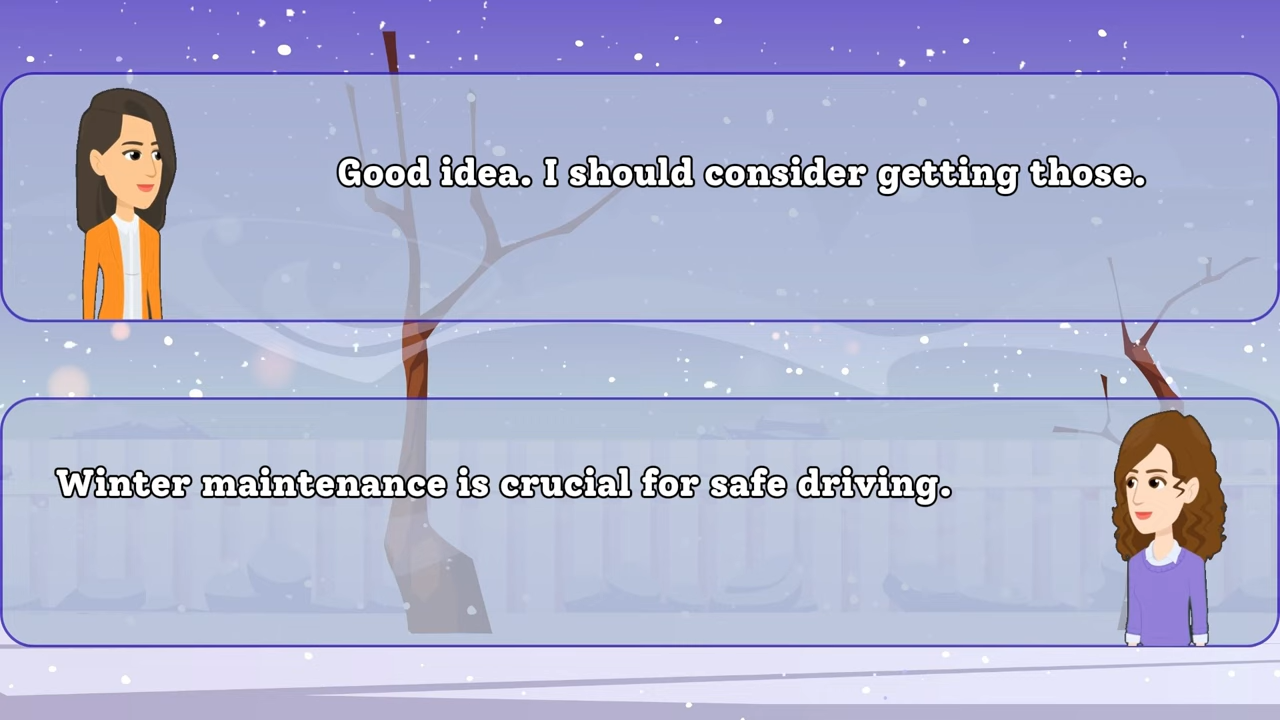 Good idea. I should consider getting those.
Winter maintenance is crucial for safe driving.